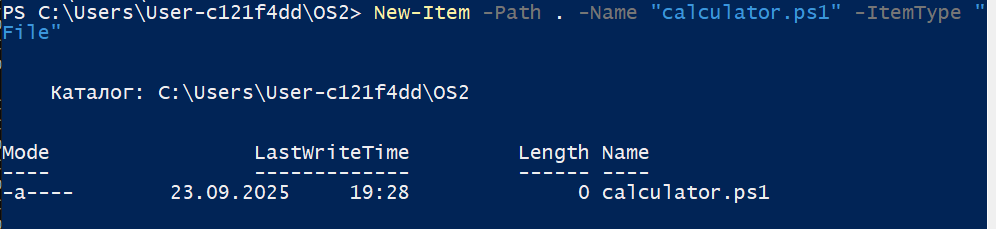 PS C:\Users\User-c121f4dd\OS2> New-Item -Path . -Name "calculator.ps1" -ItemType "
File"
Каталог: C:\Users\User-c121f4dd\OS2
Mode LastWriteTime Length Name
---- ------------- ------ ----
-a---- 23.09.2025 19:28 0 calculator.ps1